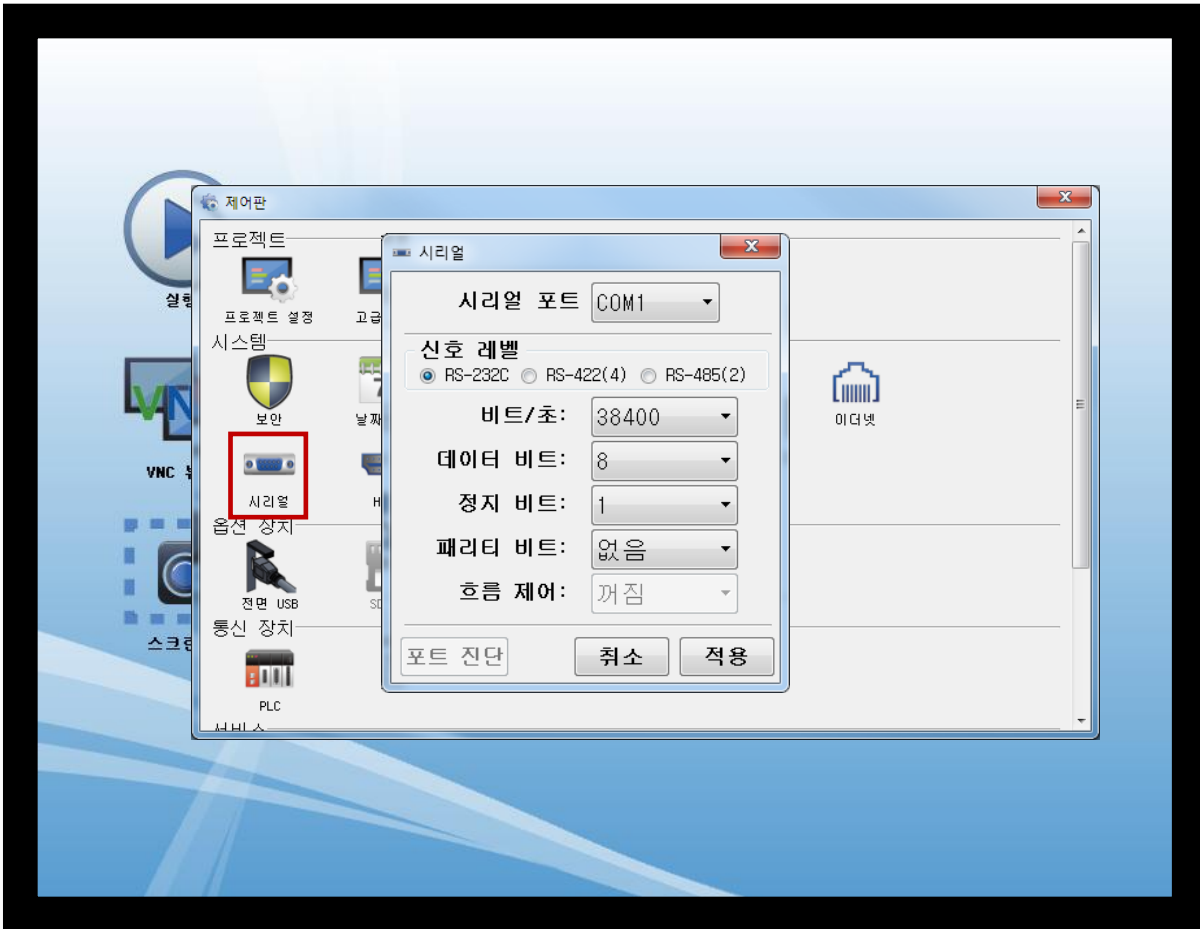 제어판
프로젝트
프로젝트 설정
고급
시스템
보안
날짜
이더넷
시리얼
옵션 장치
전면 USB
통신 장치
PLC
서비스
VNC
시리얼
시리얼 포트 COM1
신호 레벨
RS-232C RS-422(4) RS-485(2)
비트/초: 38400
데이터 비트: 8
정지 비트: 1
패리티 비트: 없음
흐름 제어: 꺼짐
포트 진단 취소 적용